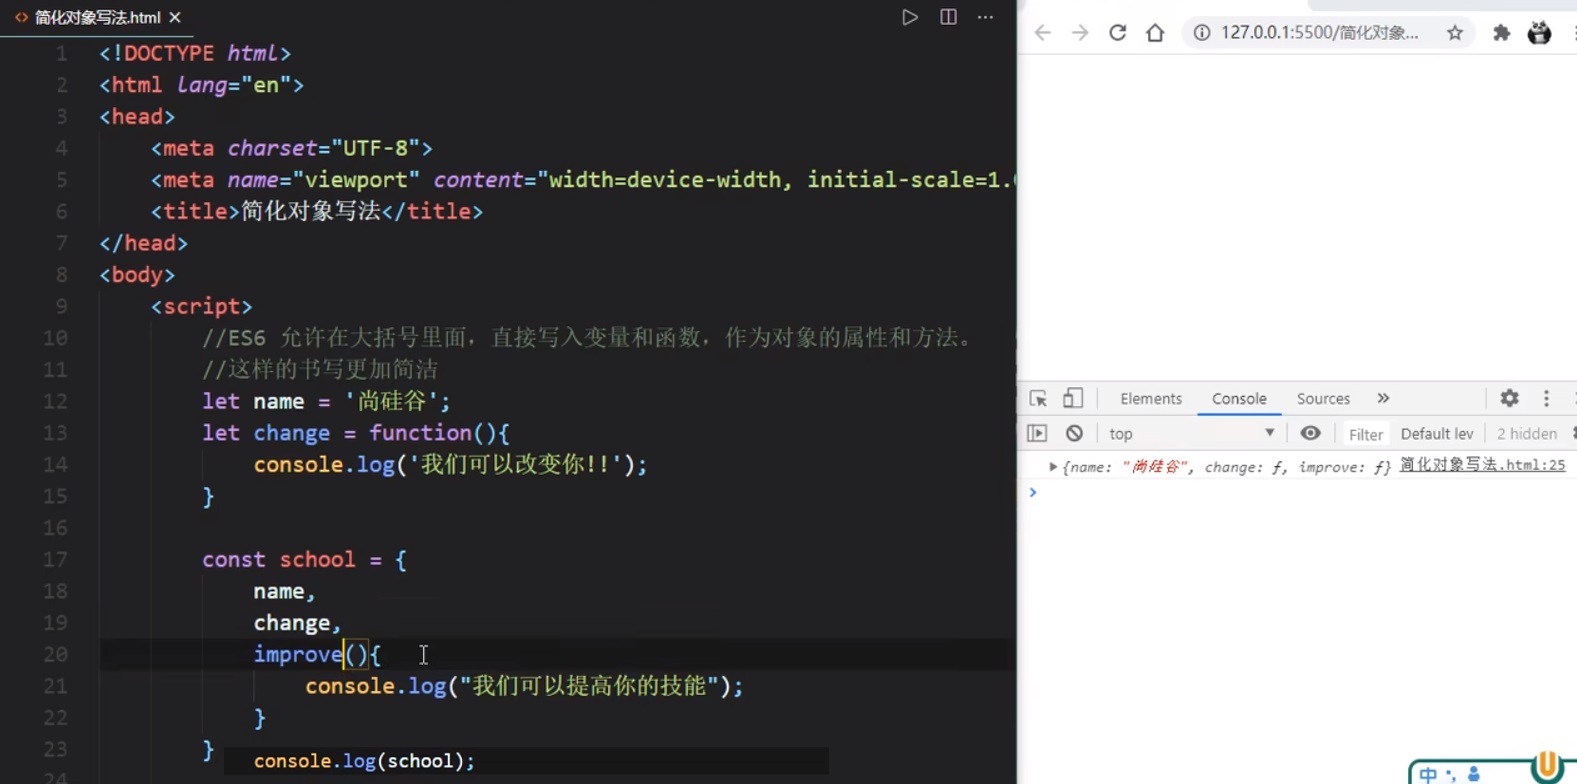 <> 简化对象写法.html ×
1 <!DOCTYPE html>
2 <html lang="en">
3 <head>
4 <meta charset="UTF-8">
5 <meta name="viewport" content="width=device-width, initial-scale=1.
6 <title>简化对象写法</title>
7 </head>
8 <body>
9 <script>
10 //ES6 允许在大括号里面，直接写入变量和函数，作为对象的属性和方法。
11 //这样的书写更加简洁
12 let name = '尚硅谷';
13 let change = function(){
14 console.log('我们可以改变你!!');
15 }
16
17 const school = {
18 name,
19 change,
20 improve(){
21 console.log("我们可以提高你的技能");
22 }
23 }
console.log(school);
24
127.0.0.1:5500/简化对象...
Elements Console Sources »
top Filter Default lev 2 hidden
{name: "尚硅谷", change: ƒ, improve: ƒ} 简化对象写法.html:25
中